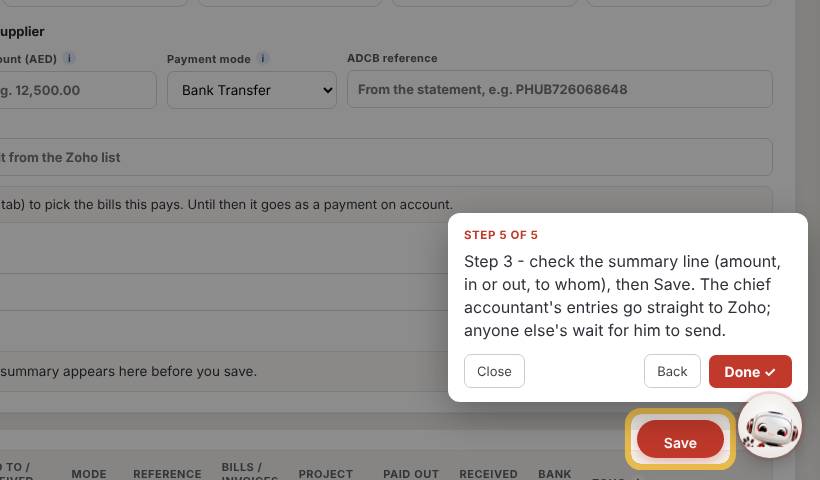 upplier
ount (AED) i
Payment mode i
ADCB reference
g. 12,500.00
Bank Transfer
From the statement, e.g. PHUB726068648
t from the Zoho list
tab) to pick the bills this pays. Until then it goes as a payment on account.
STEP 5 OF 5
Step 3 - check the summary line (amount,
in or out, to whom), then Save. The chief
accountant's entries go straight to Zoho;
anyone else's wait for him to send.
summary appears here before you save.
Close
Back
Done ✓
Save
D TO /
MODE
REFERENCE
BILLS /
PROJECT
PAID OUT
RECEIVED
BANK